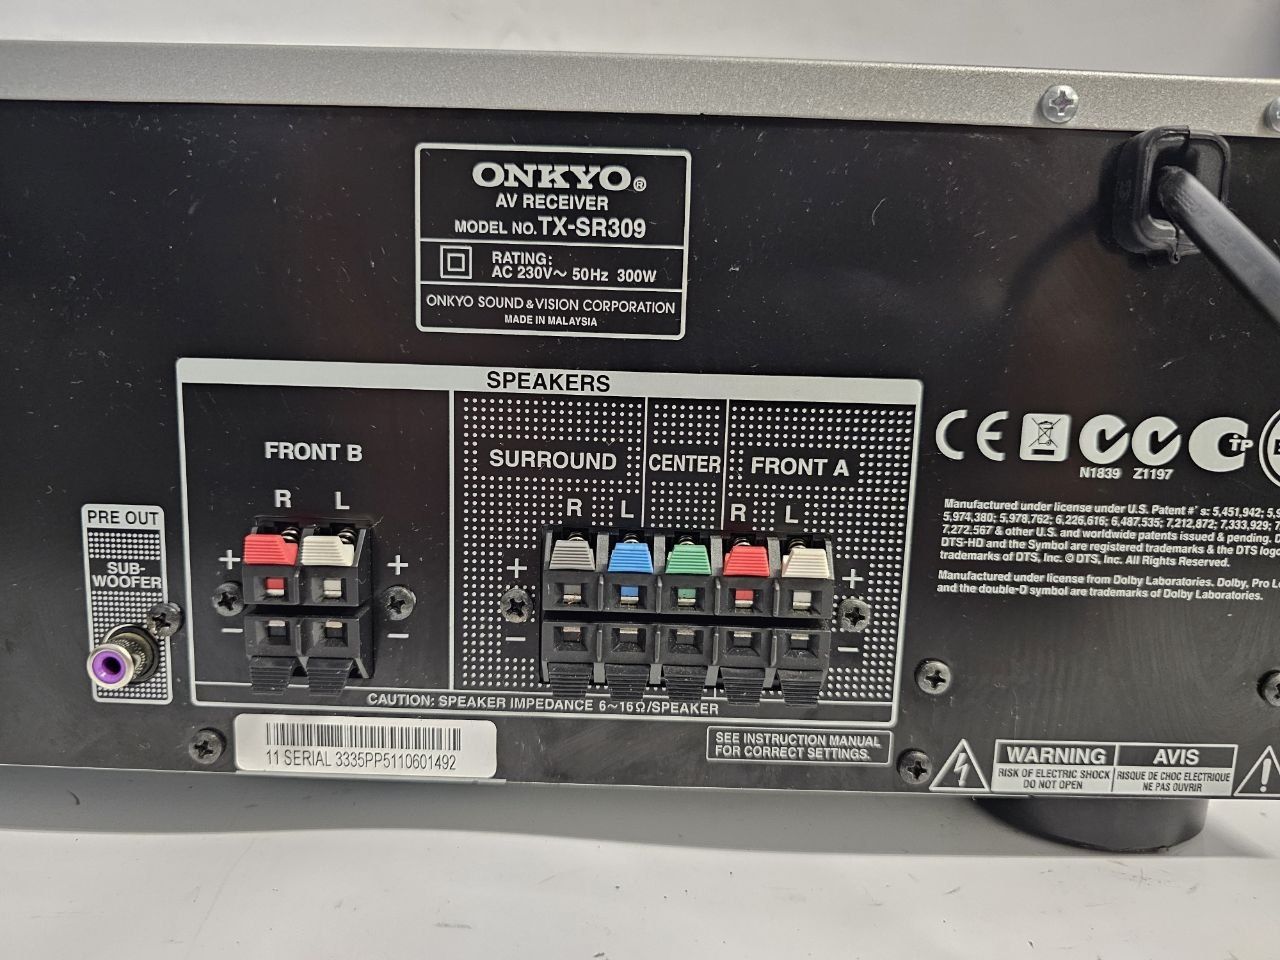 ONKYO®
AV RECEIVER
MODEL NO. TX-SR309
RATING:
AC 230V~ 50Hz 300W
ONKYO SOUND & VISION CORPORATION
MADE IN MALAYSIA
SPEAKERS
FRONT B
R L
+ +
− −
SURROUND
R L
CENTER
FRONT A
R L
+ +
− −
CAUTION: SPEAKER IMPEDANCE 6~16Ω/SPEAKER
PRE OUT
SUB-
WOOFER
11 SERIAL 3335PP5110601492
SEE INSTRUCTION MANUAL
FOR CORRECT SETTINGS.
CE
N1839 Z1197
Manufactured under license under U.S. Patent #'s: 5,451,942;
5,974,380; 5,978,762; 6,226,616; 6,487,535; 7,212,872; 7,333,929;
7,272,567 & other U.S. and worldwide patents issued & pending.
DTS-HD and the Symbol are registered trademarks & the DTS
trademarks of DTS, Inc. © DTS, Inc. All Rights Reserved.
Manufactured under license from Dolby Laboratories. Dolby, Pro
and the double-D symbol are trademarks of Dolby Laboratories.
WARNING
RISK OF ELECTRIC SHOCK
DO NOT OPEN
AVIS
RISQUE DE CHOC ELECTRIQUE
NE PAS OUVRIR